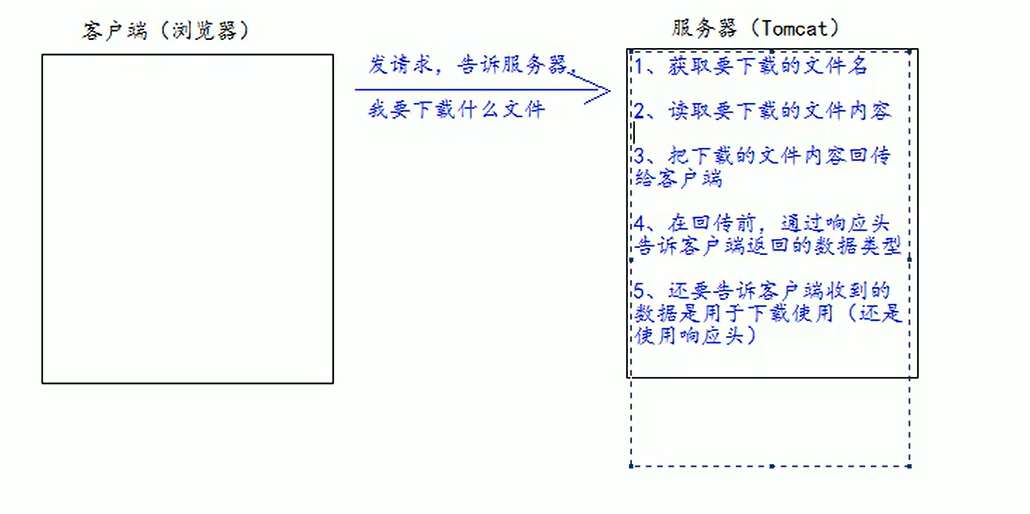 客户端（浏览器）
服务器（Tomcat）
发请求，告诉服务器，
我要下载什么文件
1、获取要下载的文件名
2、读取要下载的文件内容
3、把下载的文件内容回传
给客户端
4、在回传前，通过响应头
告诉客户端返回的数据类型
5、还要告诉客户端收到的
数据是用于下载使用（还是
使用响应头）